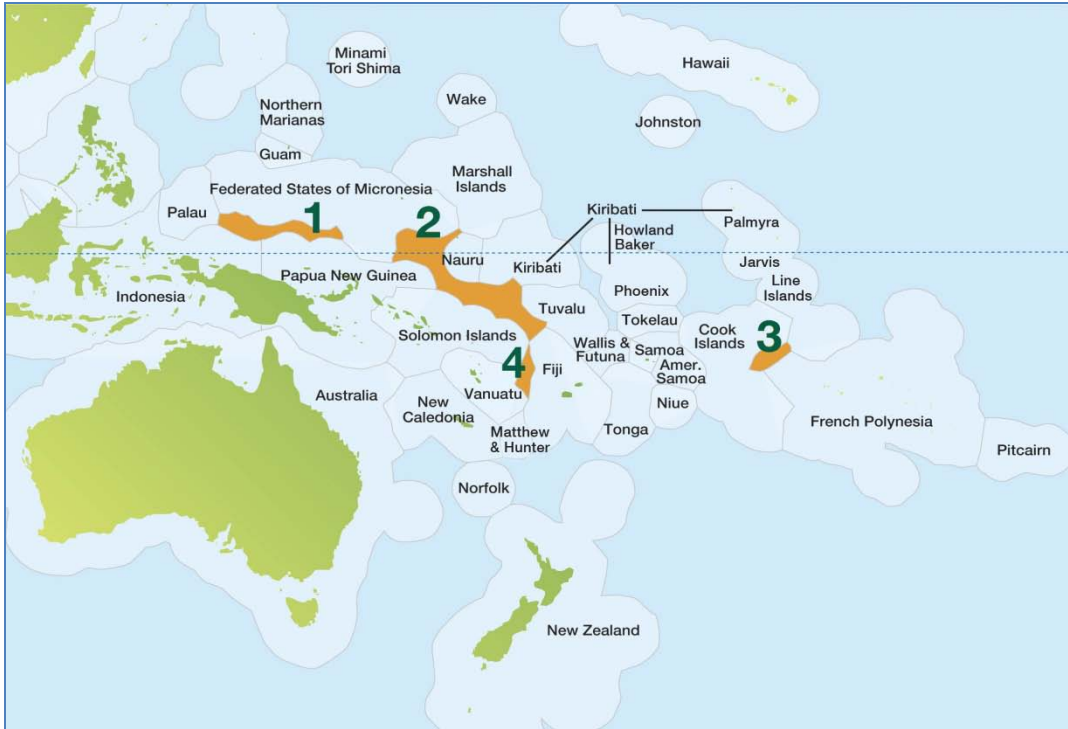 Minami
Tori Shima
Hawaii
Wake
Northern
Marianas
Johnston
Guam
Marshall
Islands
Federated States of Micronesia
1
2
Palau
Kiribati
Palmyra
Howland
Baker
Nauru
Kiribati
Jarvis
Papua New Guinea
Line
Islands
Indonesia
Phoenix
Tuvalu
Tokelau
Solomon Islands
Cook
Islands
3
Wallis &
Futuna
Samoa
Amer.
Samoa
4
Fiji
Vanuatu
Australia
New
Caledonia
Niue
French Polynesia
Matthew
& Hunter
Tonga
Pitcairn
Norfolk
New Zealand